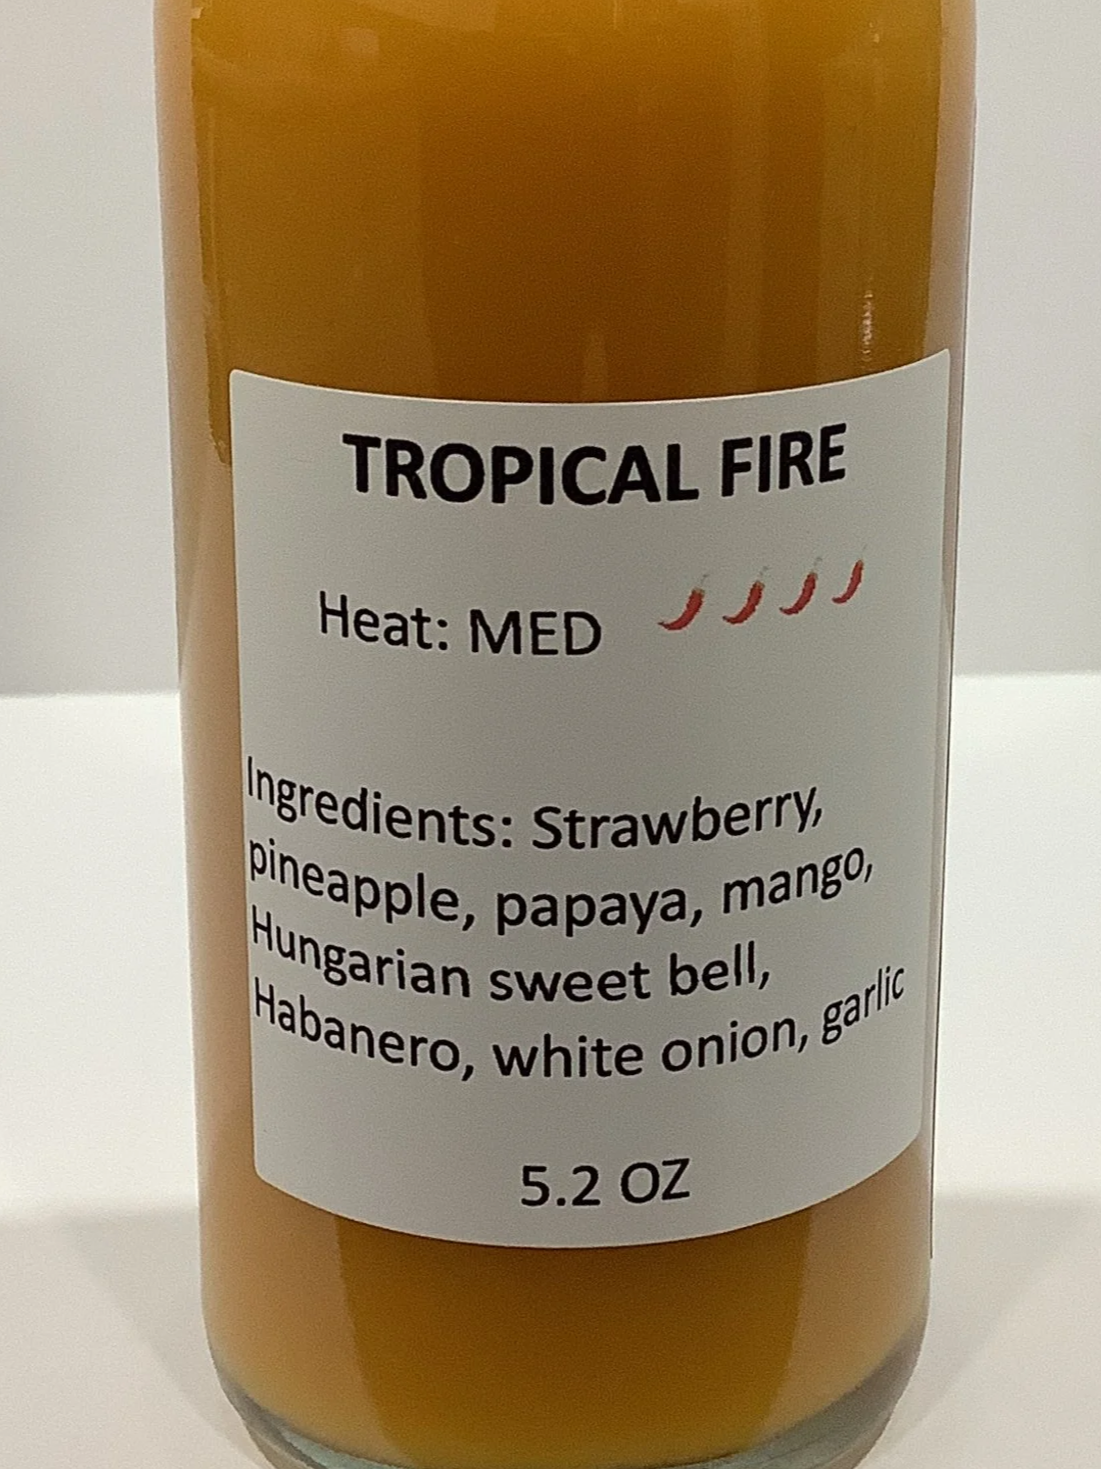 TROPICAL FIRE
Heat: MED
Ingredients: Strawberry,
pineapple, papaya, mango,
Hungarian sweet bell,
Habanero, white onion, garlic
5.2 OZ